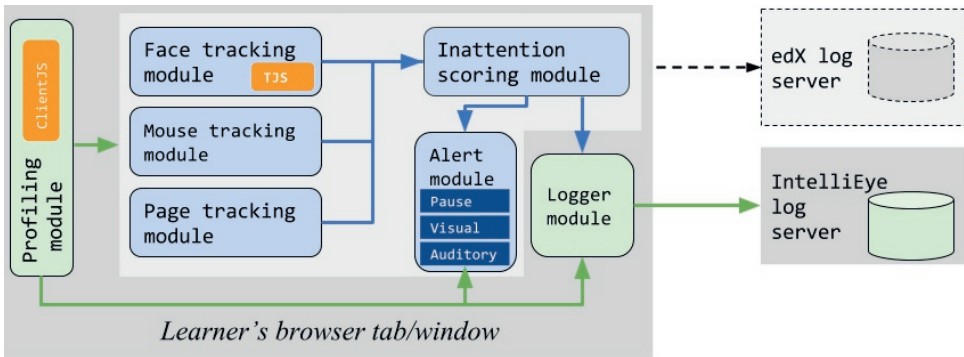 ClientJS
Profiling
module
Face tracking
module
TJS
Mouse tracking
module
Page tracking
module
Inattention
scoring module
Alert
module
Pause
Visual
Auditory
Logger
module
edX log
server
IntelliEye
log
server
Learner's browser tab/window